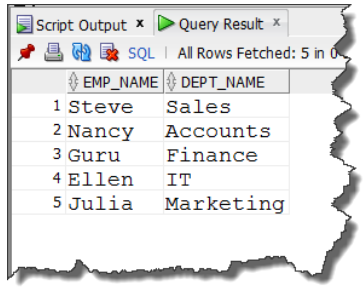 Script Output x Query Result x
SQL | All Rows Fetched: 5 in 0
EMP_NAME DEPT_NAME
1 Steve Sales
2 Nancy Accounts
3 Guru Finance
4 Ellen IT
5 Julia Marketing